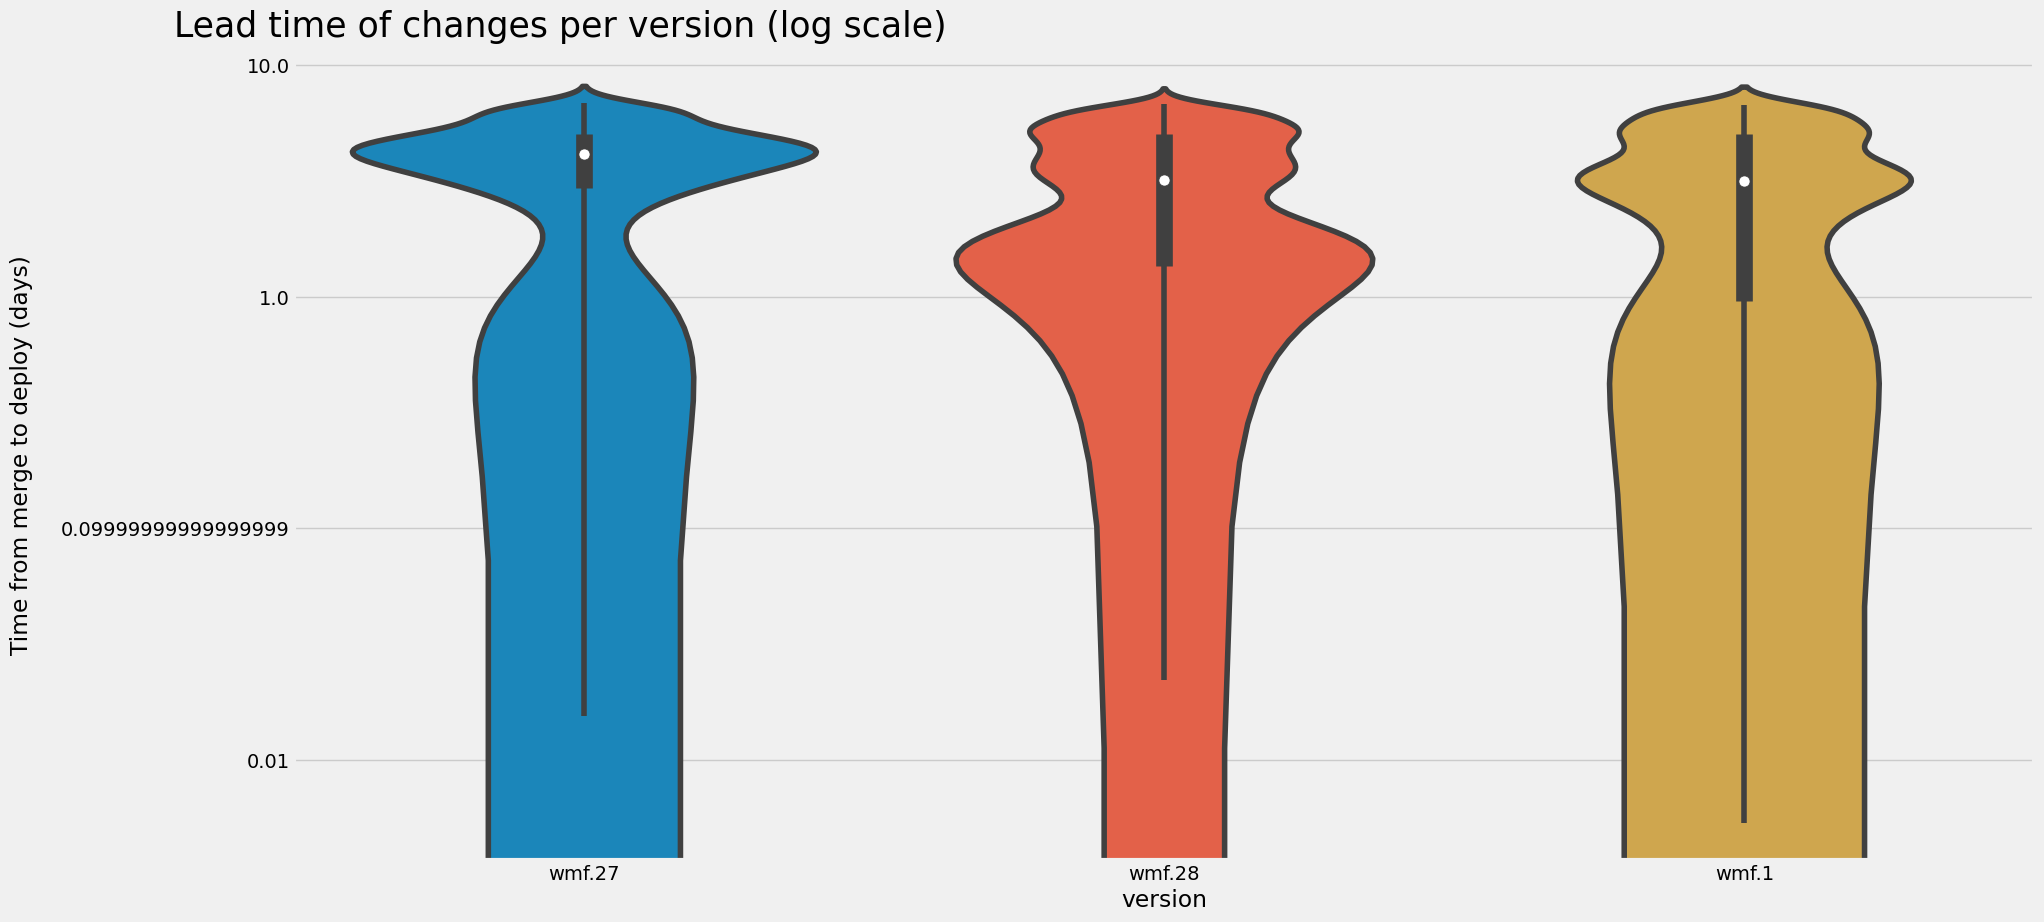 Lead time of changes per version (log scale)
Time from merge to deploy (days)
10.0
1.0
0.09999999999999999
0.01
wmf.27
wmf.28
wmf.1
version